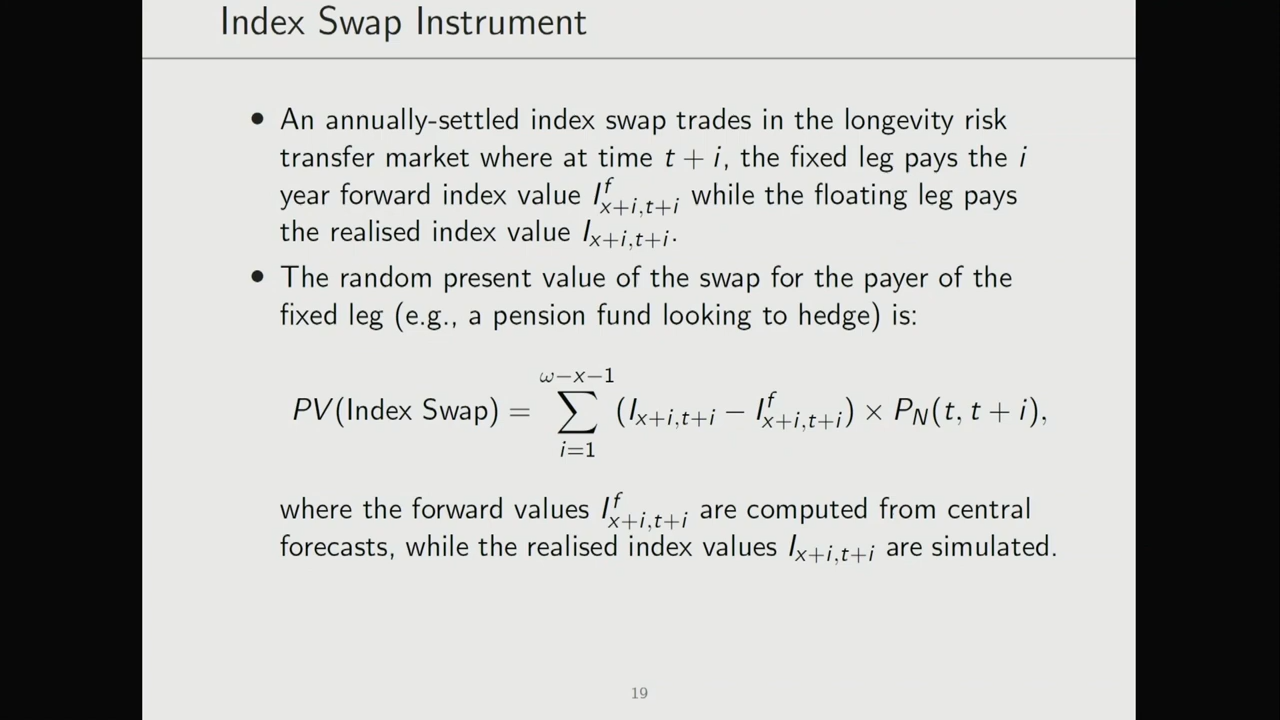 Index Swap Instrument
• An annually-settled index swap trades in the longevity risk
transfer market where at time t + i, the fixed leg pays the i
year forward index value I^f_{x+i,t+i} while the floating leg pays
the realised index value I_{x+i,t+i}.
• The random present value of the swap for the payer of the
fixed leg (e.g., a pension fund looking to hedge) is:
PV(Index Swap) = \sum_{i=1}^{ω−x−1} (I_{x+i,t+i} − I^f_{x+i,t+i}) × P_N(t, t + i),
where the forward values I^f_{x+i,t+i} are computed from central
forecasts, while the realised index values I_{x+i,t+i} are simulated.
19